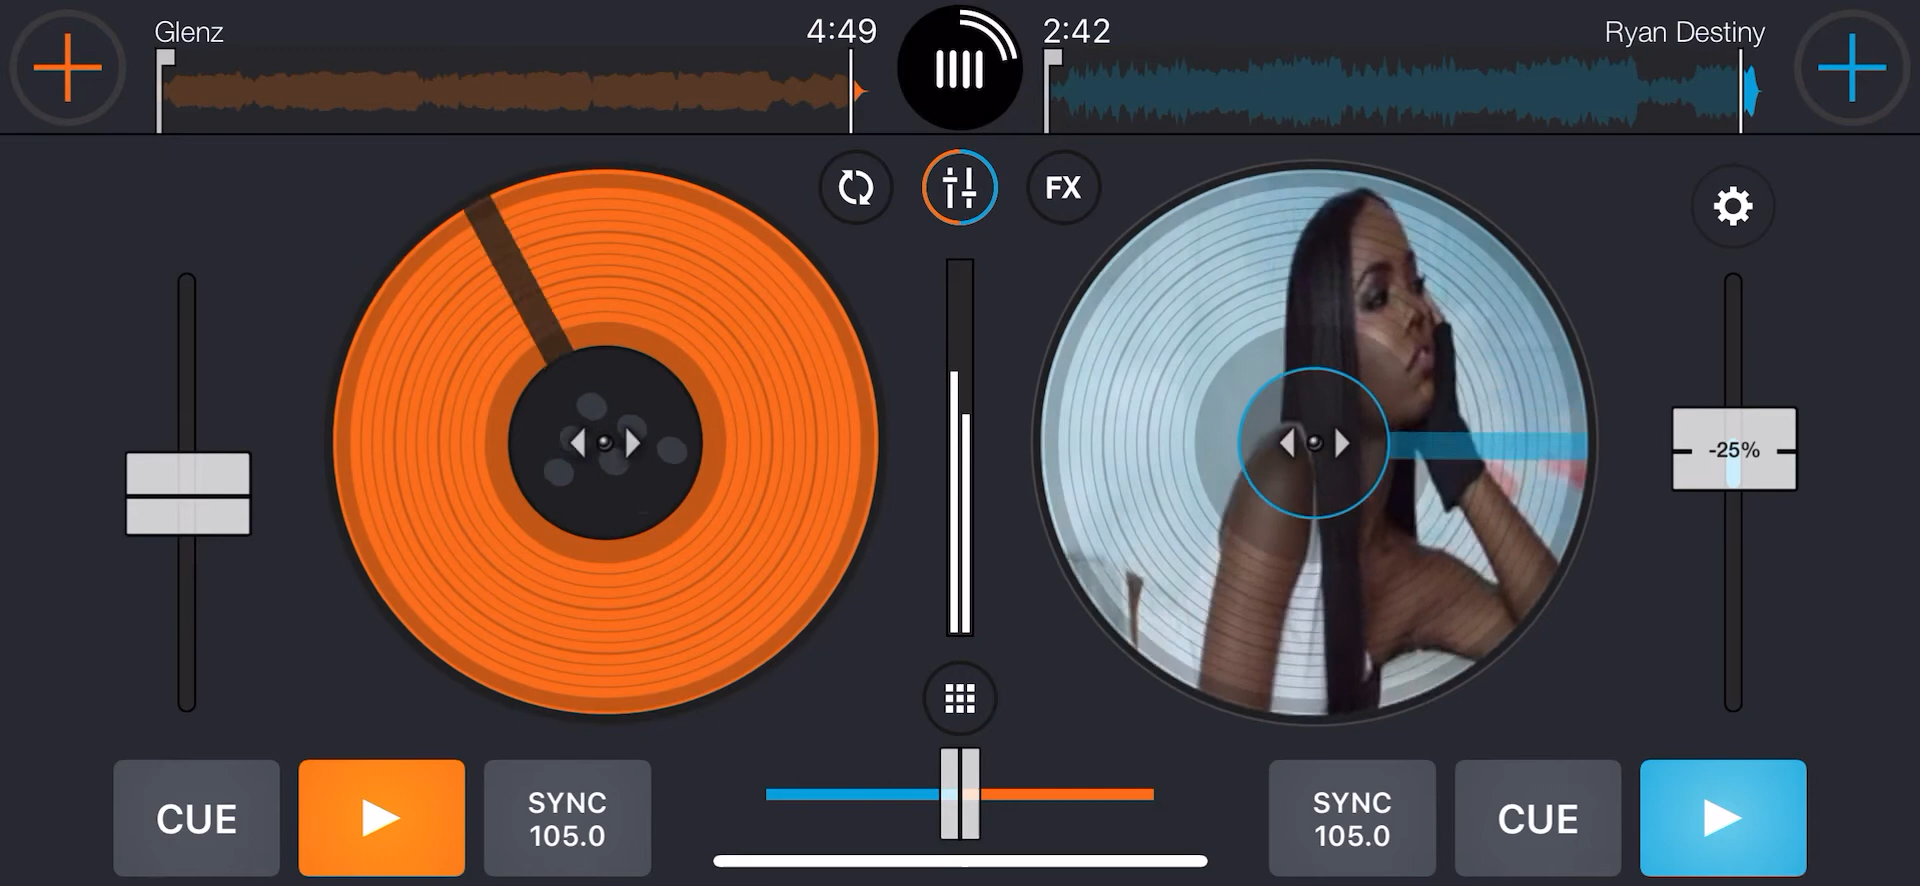 Glenz
4:49
2:42
Ryan Destiny
FX
-25%
CUE
SYNC
105.0
SYNC
105.0
CUE